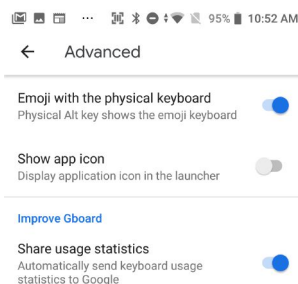 95% 10:52 AM
Advanced
Emoji with the physical keyboard
Physical Alt key shows the emoji keyboard
Show app icon
Display application icon in the launcher
Improve Gboard
Share usage statistics
Automatically send keyboard usage
statistics to Google